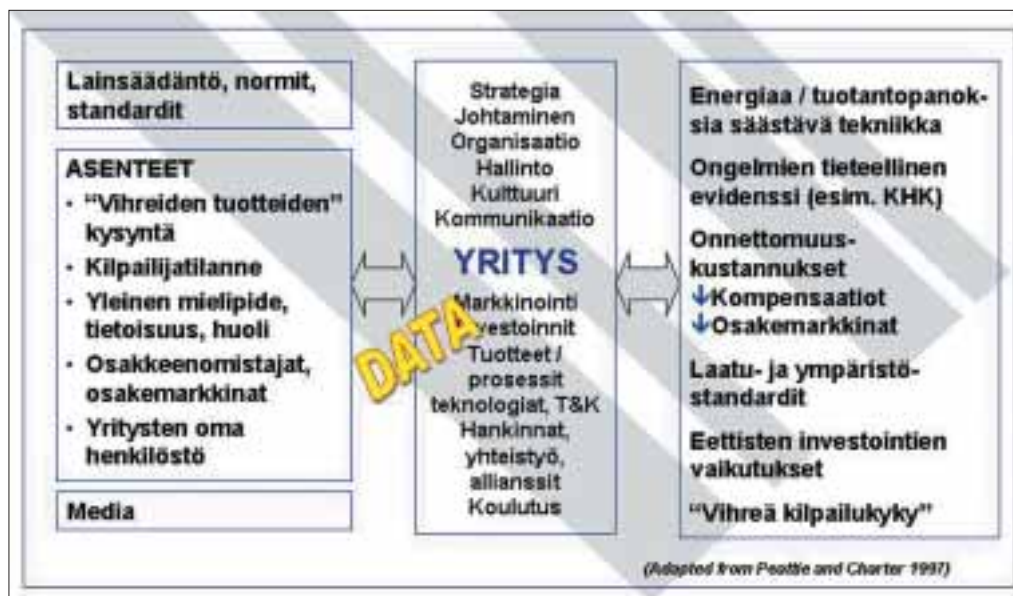 Lainsäädäntö, normit,
standardit
ASENTEET
• “Vihreiden tuotteiden”
kysyntä
• Kilpailijatilanne
• Yleinen mielipide,
tietoisuus, huoli
• Osakkeenomistajat,
osakemarkkinat
• Yritysten oma
henkilöstö
Media
DATA
Strategia
Johtaminen
Organisaatio
Hallinto
Kulttuuri
Kommunikaatio
YRITYS
Markkinointi
Investoinnit
Tuotteet /
prosessit
teknologiat, T&K
Hankinnat,
yhteistyö,
allianssit
Koulutus
Energiaa / tuotantopanok-
sia säästävä tekniikka
Ongelmien tieteellinen
evidenssi (esim. KHK)
Onnettomuus-
kustannukset
↓Kompensaatiot
↓Osakemarkkinat
Laatu- ja ympäristö-
standardit
Eettisten investointien
vaikutukset
“Vihreä kilpailukyky”
(Adapted from Peattie and Charter 1997)